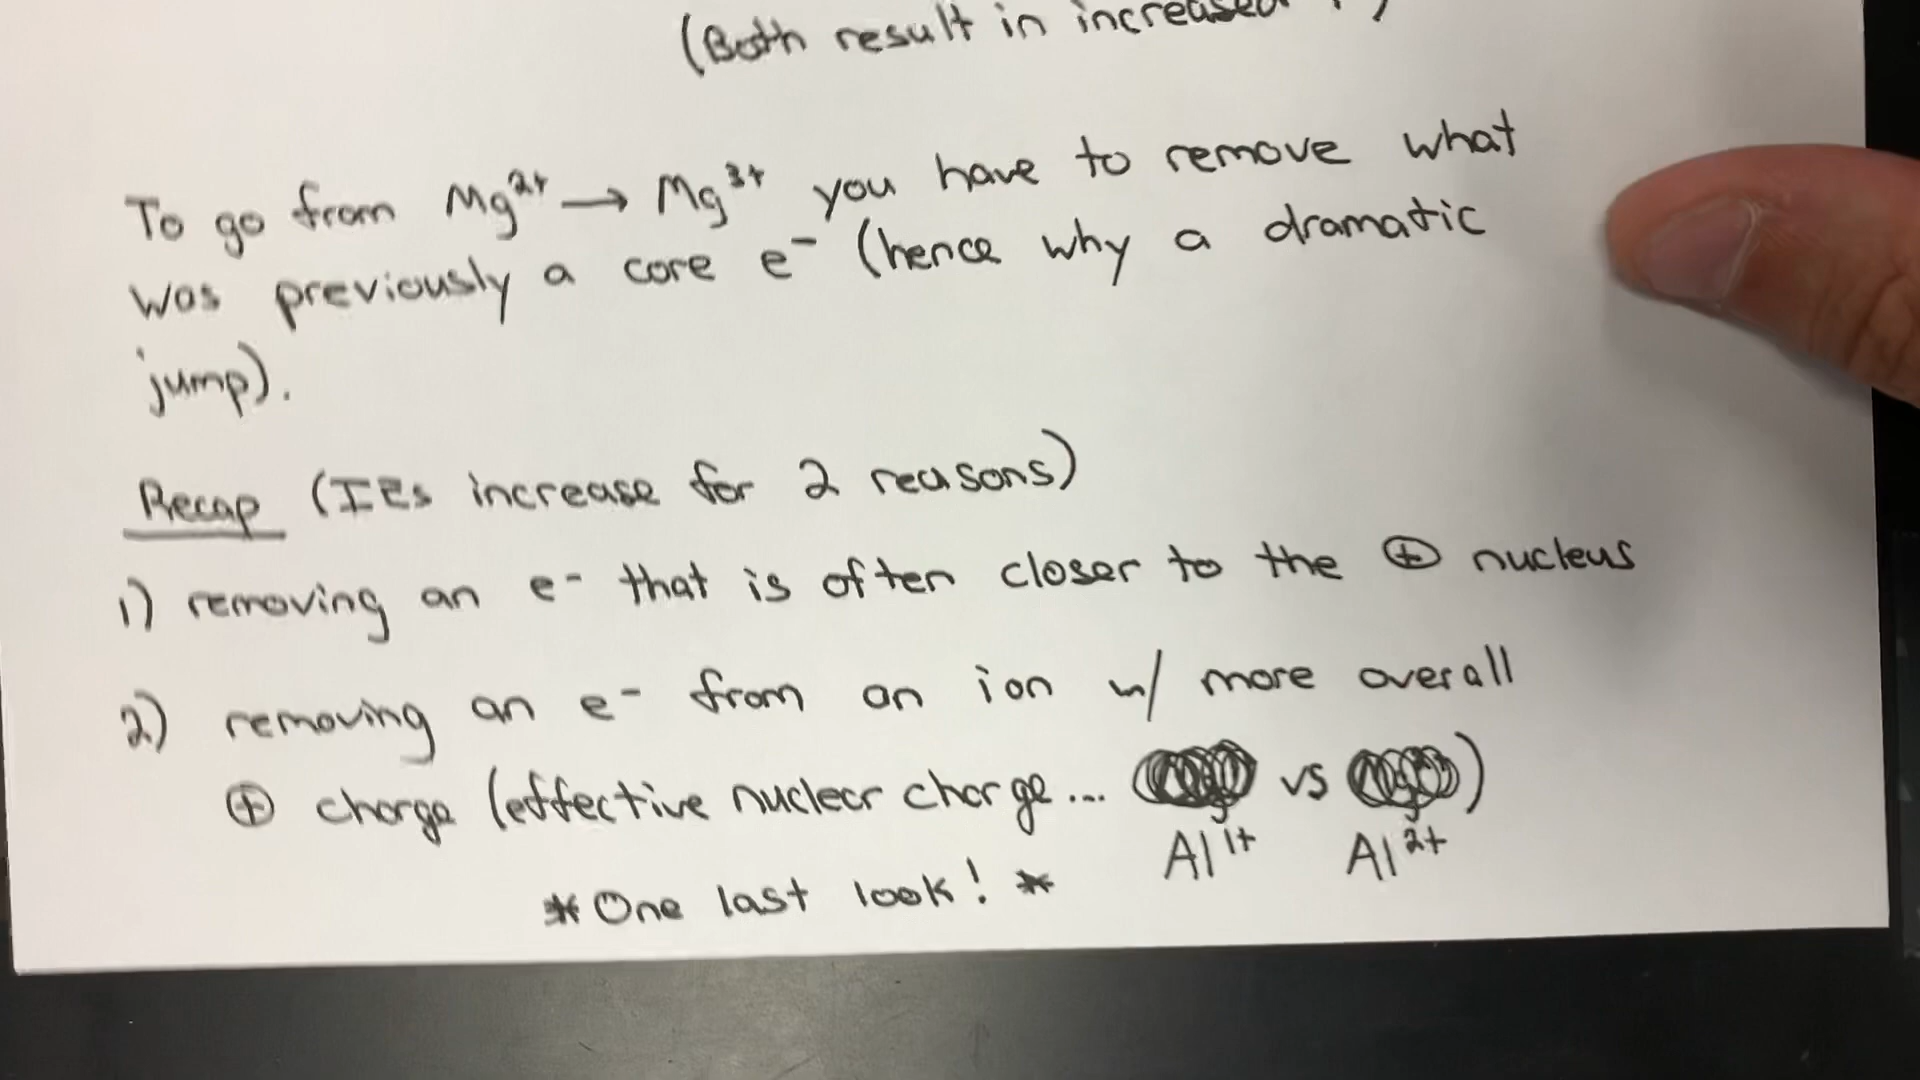 (Both result in increased
To go from Mg²⁺ → Mg³⁺ you have to remove what
was previously a core e⁻ (hence why a dramatic
jump).
Recap (IEs increase for 2 reasons)
1) removing an e⁻ that is often closer to the ⊕ nucleus
2) removing an e⁻ from an ion w/ more overall
⊕ charge (effective nuclear charge... vs )
Al¹⁺ Al²⁺
*One last look! *